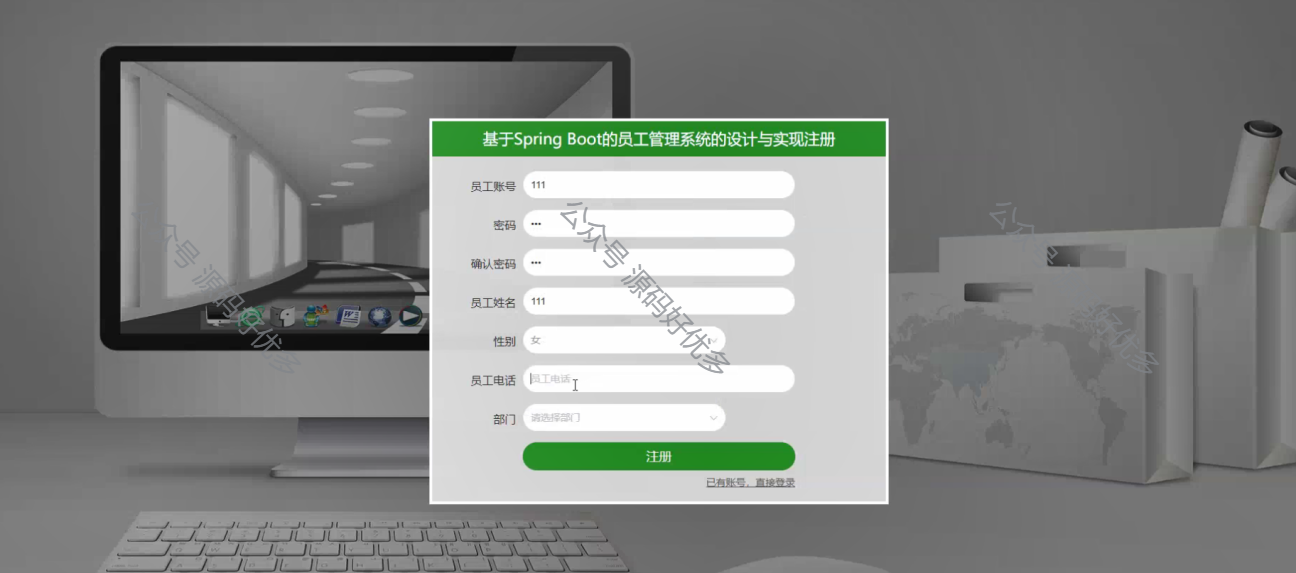 基于Spring Boot的员工管理系统的设计与实现注册
员工账号 111
密码 •••
确认密码 •••
员工姓名 111
性别 女
员工电话 员工电话
部门 请选择部门
注册
已有账号，直接登录
公众号 源码好优多
公众号 源码好优多
公众号 源码好优多